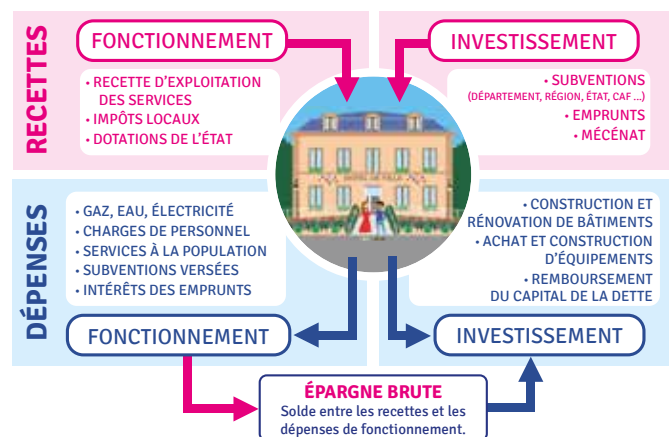 RECETTES
FONCTIONNEMENT
• RECETTE D'EXPLOITATION
DES SERVICES
• IMPÔTS LOCAUX
• DOTATIONS DE L'ÉTAT
INVESTISSEMENT
• SUBVENTIONS
(DÉPARTEMENT, RÉGION, ÉTAT, CAF ...)
• EMPRUNTS
• MÉCÉNAT
HÔTEL DE VILLE
DÉPENSES
• GAZ, EAU, ÉLECTRICITÉ
• CHARGES DE PERSONNEL
• SERVICES À LA POPULATION
• SUBVENTIONS VERSÉES
• INTÉRÊTS DES EMPRUNTS
FONCTIONNEMENT
• CONSTRUCTION ET
RÉNOVATION DE BÂTIMENTS
• ACHAT ET CONSTRUCTION
D'ÉQUIPEMENTS
• REMBOURSEMENT
DU CAPITAL DE LA DETTE
INVESTISSEMENT
ÉPARGNE BRUTE
Solde entre les recettes et les
dépenses de fonctionnement.